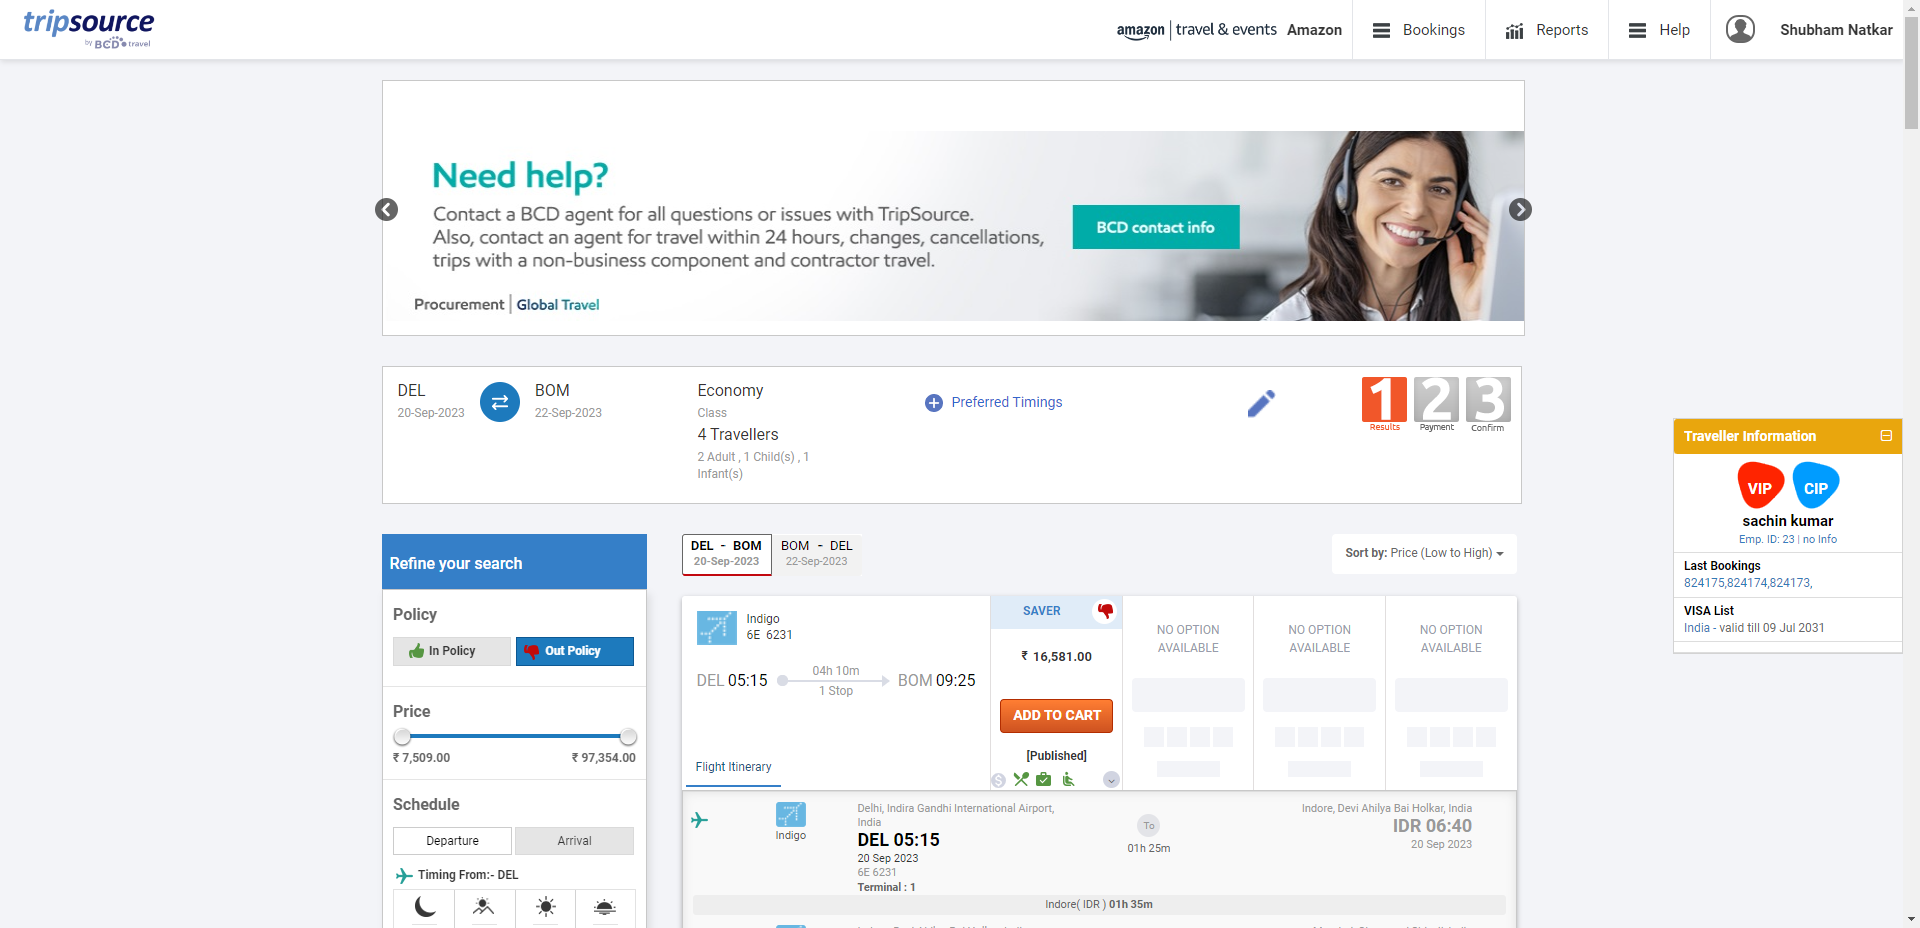 tripsource
by BCD travel
amazon | travel & events Amazon
Bookings
Reports
Help
Shubham Natkar
Need help?
Contact a BCD agent for all questions or issues with TripSource.
Also, contact an agent for travel within 24 hours, changes, cancellations,
trips with a non-business component and contractor travel.
BCD contact info
Procurement | Global Travel
DEL
20-Sep-2023
BOM
22-Sep-2023
Economy
Class
4 Travellers
2 Adult , 1 Child(s) , 1
Infant(s)
Preferred Timings
1 2 3
Results Payment Confirm
Traveller Information
VIP CIP
sachin kumar
Emp. ID: 23 | no Info
Last Bookings
824175,824174,824173,
VISA List
India - valid till 09 Jul 2031
Refine your search
Policy
In Policy
Out Policy
Price
₹ 7,509.00
₹ 97,354.00
Schedule
Departure
Arrival
Timing From:- DEL
DEL - BOM
20-Sep-2023
BOM - DEL
22-Sep-2023
Sort by: Price (Low to High)
Indigo
6E 6231
DEL 05:15
04h 10m
1 Stop
BOM 09:25
Flight Itinerary
SAVER
₹ 16,581.00
ADD TO CART
[Published]
NO OPTION
AVAILABLE
NO OPTION
AVAILABLE
NO OPTION
AVAILABLE
Indigo
Delhi, Indira Gandhi International Airport,
India
DEL 05:15
20 Sep 2023
6E 6231
Terminal : 1
To
01h 25m
Indore, Devi Ahilya Bai Holkar, India
IDR 06:40
20 Sep 2023
Indore( IDR ) 01h 35m